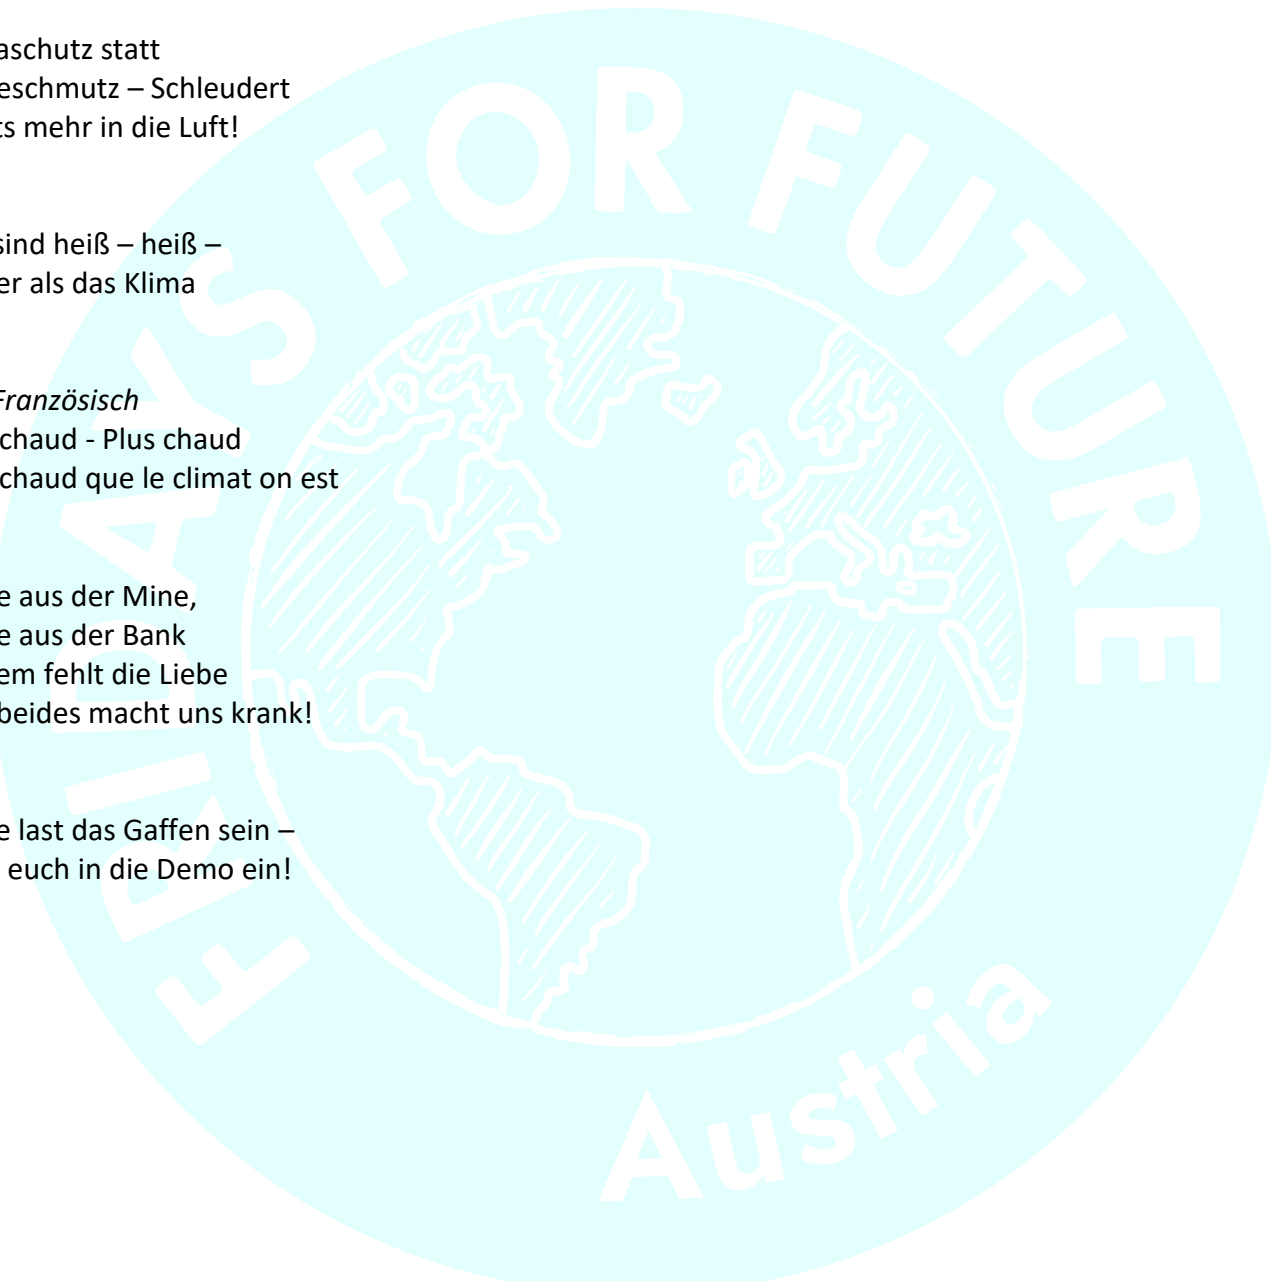 aschutz statt
eschmutz – Schleudert
ts mehr in die Luft!
sind heiß – heiß –
er als das Klima
Französisch
chaud - Plus chaud
chaud que le climat on est
e aus der Mine,
e aus der Bank
em fehlt die Liebe
beides macht uns krank!
e last das Gaffen sein –
euch in die Demo ein!
FRIDAYS FOR FUTURE
Austria